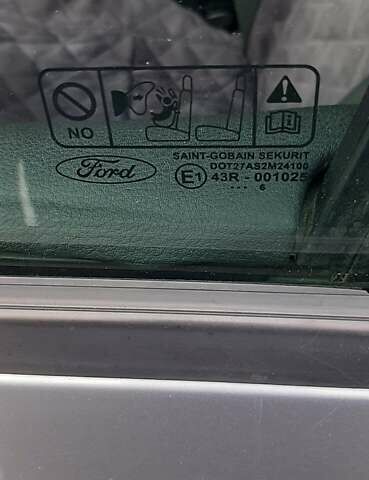 NO
Ford
SAINT-GOBAIN SEKURIT
DOT27AS2M24100
E1 43R - 001025
... 6